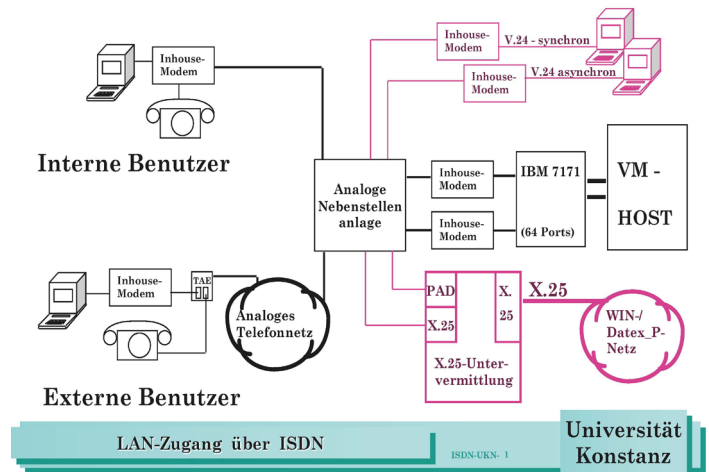 Inhouse-
Modem
V.24 - synchron
Inhouse-
Modem
Inhouse-
Modem
V.24 asynchron
Interne Benutzer
Analoge
Nebenstellen
anlage
Inhouse-
Modem
Inhouse-
Modem
IBM 7171
(64 Ports)
VM -
HOST
Inhouse-
Modem
TAE
Analoges
Telefonnetz
Externe Benutzer
PAD
X.25
X.
25
X.25-Unter-
vermittlung
X.25
WIN-/
Datex_P-
Netz
LAN-Zugang über ISDN
ISDN-UKN- 1
Universität
Konstanz